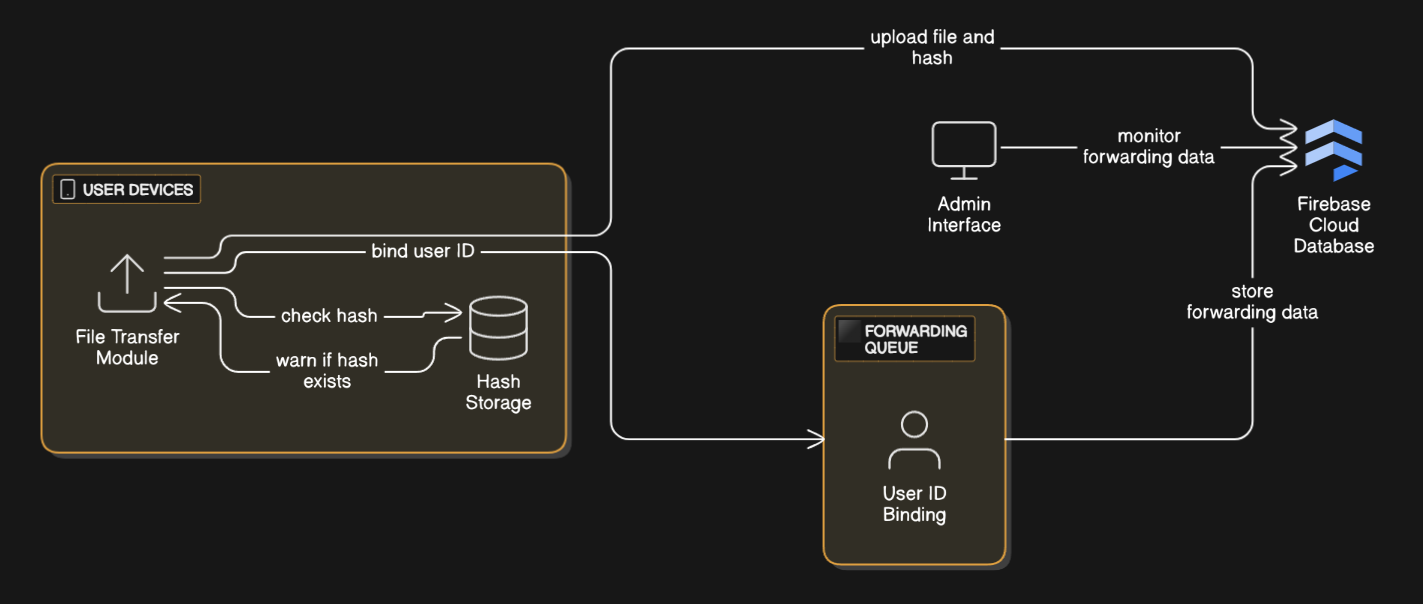 upload file and
hash
monitor
forwarding data
Admin
Interface
Firebase
Cloud
Database
USER DEVICES
bind user ID
File Transfer
Module
check hash
warn if hash
exists
Hash
Storage
store
forwarding data
FORWARDING
QUEUE
User ID
Binding